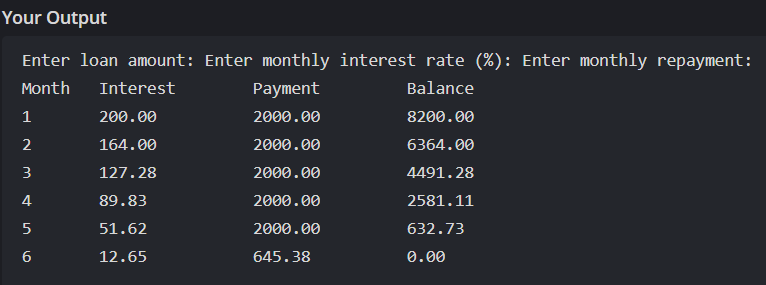 Your Output
Enter loan amount: Enter monthly interest rate (%): Enter monthly repayment:
Month Interest Payment Balance
1 200.00 2000.00 8200.00
2 164.00 2000.00 6364.00
3 127.28 2000.00 4491.28
4 89.83 2000.00 2581.11
5 51.62 2000.00 632.73
6 12.65 645.38 0.00